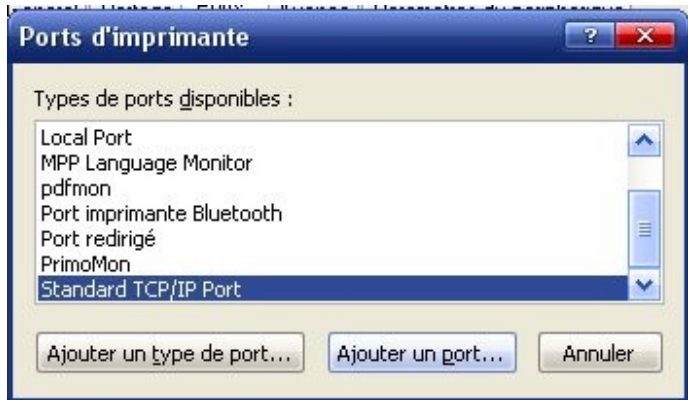 Ports d'imprimante
?
X
Types de ports disponibles :
Local Port
MPP Language Monitor
pdfmon
Port imprimante Bluetooth
Port redirigé
PrimoMon
Standard TCP/IP Port
Ajouter un type de port...
Ajouter un port...
Annuler